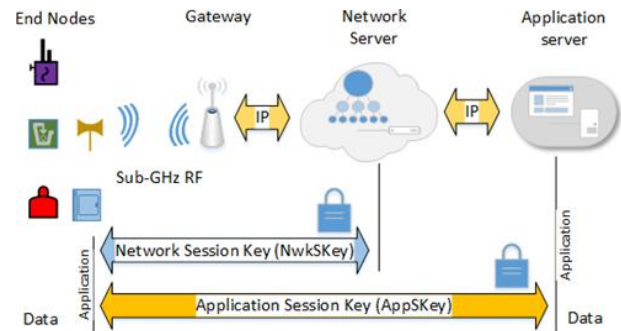 End Nodes
Gateway
Network
Server
Application
server
IP
IP
Sub-GHz RF
Network Session Key (NwkSKey)
Application Session Key (AppSKey)
Application
Application
Data
Data